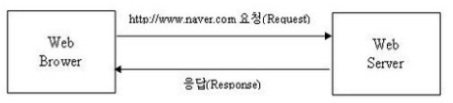 http://www.naver.com 요청(Request)
Web
Brower
Web
Server
응답(Response)